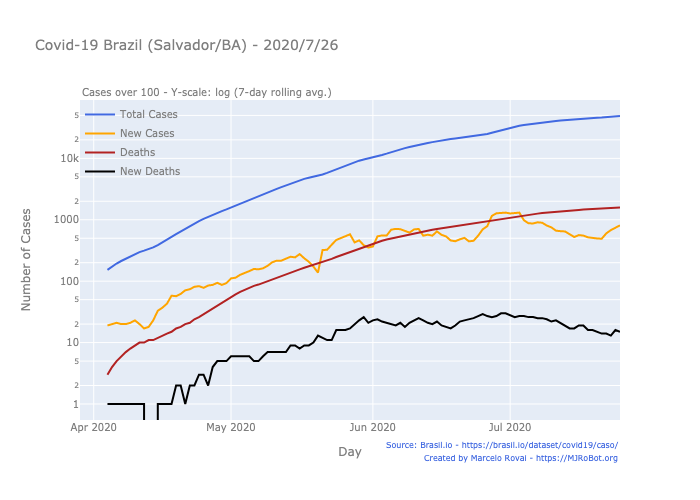 Covid-19 Brazil (Salvador/BA) - 2020/7/26
Cases over 100 - Y-scale: log (7-day rolling avg.)
Total Cases
New Cases
Deaths
New Deaths
Number of Cases
5
2
10k
5
2
1000
5
2
100
5
2
10
5
2
1
Apr 2020
May 2020
Jun 2020
Jul 2020
Day
Source: Brasil.io - https://brasil.io/dataset/covid19/caso/
Created by Marcelo Rovai - https://MJRoBot.org